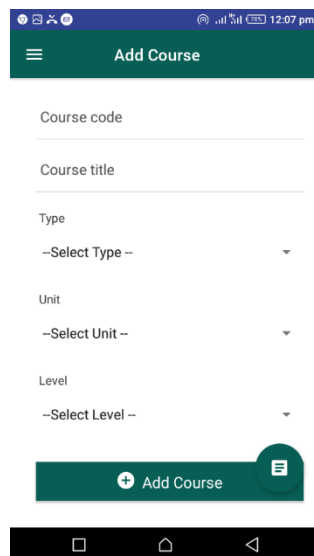 78% 12:07 pm
Add Course
Course code
Course title
Type
--Select Type --
Unit
--Select Unit --
Level
--Select Level --
Add Course